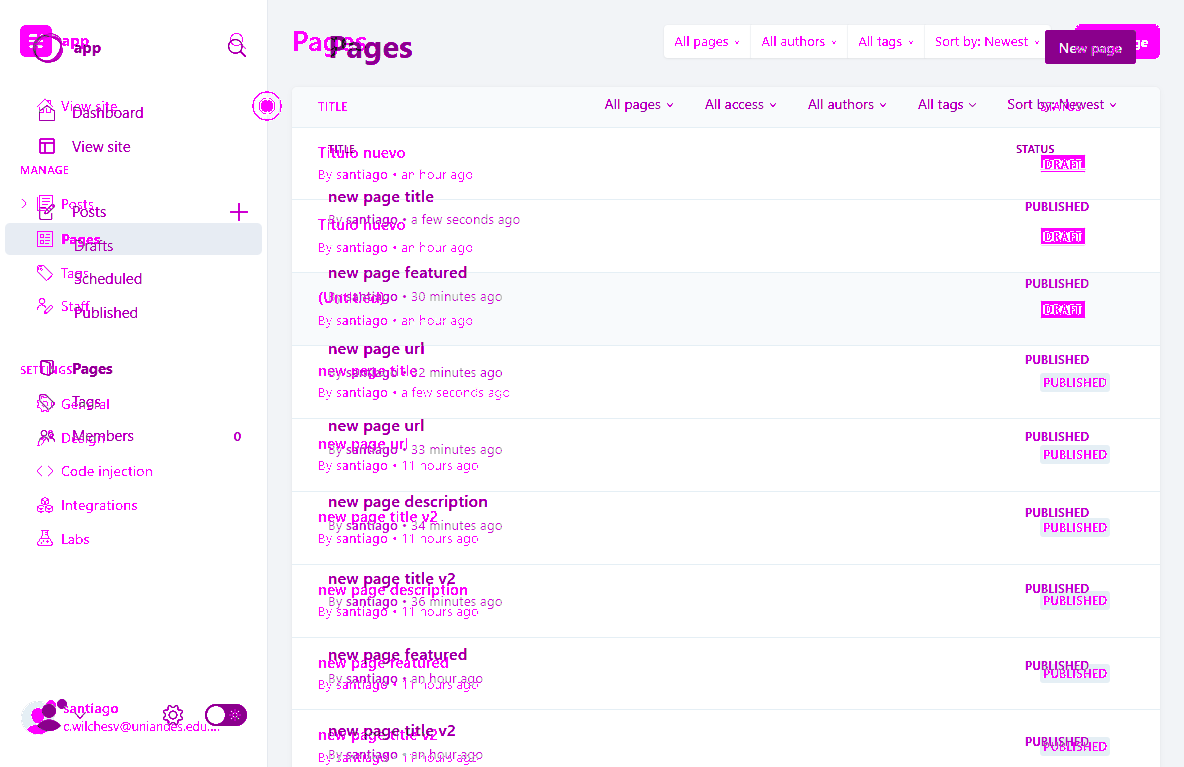 app
app
View site
Dashboard
View site
MANAGE
Posts
Posts
Pages
Drafts
Tags
Scheduled
Staff
Published
SETTINGS
Pages
General
Tags
Design
Members 0
Code injection
Integrations
Labs
santiago
c.wilchesv@uniandes.edu....
Pages
Pages
All pages All authors All tags Sort by: Newest
New page
TITLE STATUS
All pages All access All authors All tags Sort by: Newest
TITLE STATUS
Titulo nuevo
By santiago • an hour ago
DRAFT
new page title
By santiago • a few seconds ago
PUBLISHED
Titulo nuevo
By santiago • an hour ago
DRAFT
new page featured
By santiago • 30 minutes ago
PUBLISHED
(Untitled)
By santiago • an hour ago
DRAFT
new page url
By santiago • 32 minutes ago
PUBLISHED
new page title
By santiago • a few seconds ago
PUBLISHED
new page url
By santiago • 33 minutes ago
PUBLISHED
new page url
By santiago • 11 hours ago
PUBLISHED
new page description
By santiago • 34 minutes ago
PUBLISHED
new page title v2
By santiago • 11 hours ago
PUBLISHED
new page title v2
By santiago • 36 minutes ago
PUBLISHED
new page description
By santiago • 11 hours ago
PUBLISHED
new page featured
By santiago • an hour ago
PUBLISHED
new page featured
By santiago • 11 hours ago
PUBLISHED
new page title v2
By santiago • an hour ago
PUBLISHED
new page title v2
By santiago • 11 hours ago
PUBLISHED